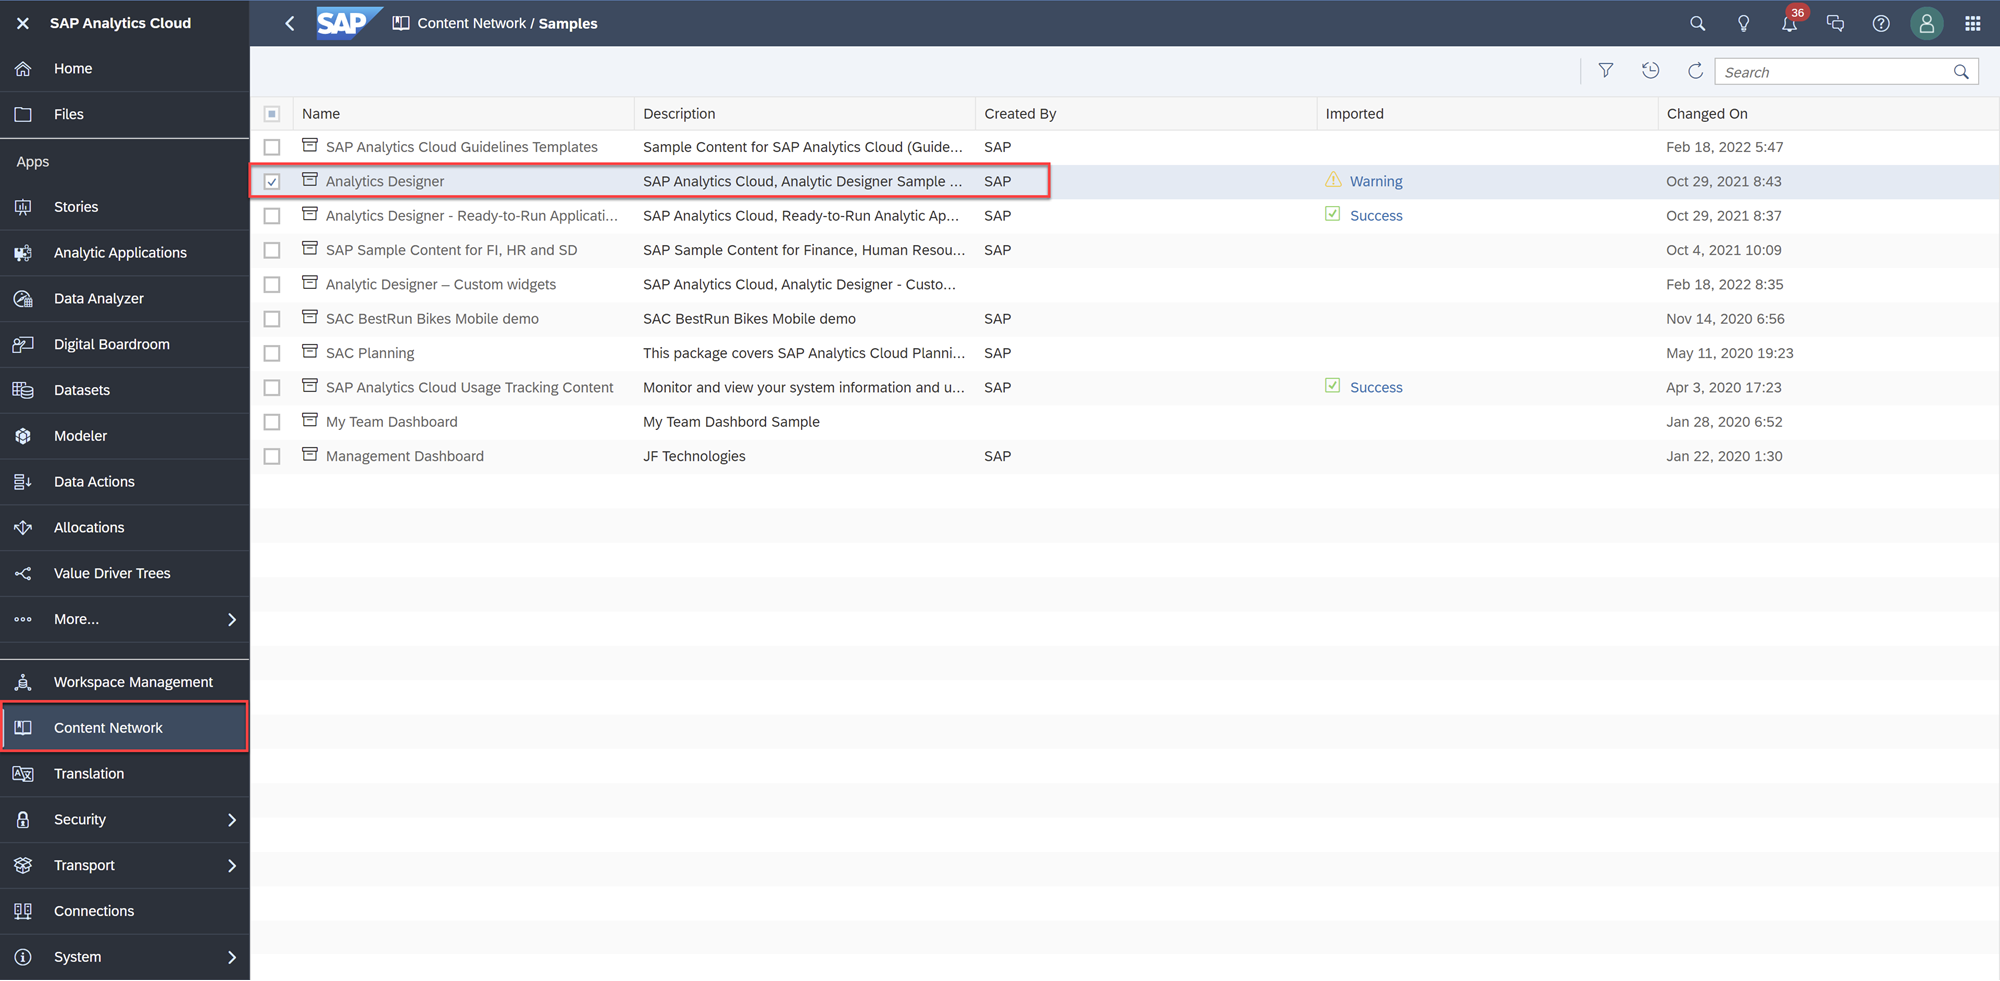 SAP Analytics Cloud
SAP Content Network / Samples
36
Home
Files
Search
Apps
Stories
Analytic Applications
Data Analyzer
Digital Boardroom
Datasets
Modeler
Data Actions
Allocations
Value Driver Trees
More...
Workspace Management
Content Network
Translation
Security
Transport
Connections
System
Name Description Created By Imported Changed On
SAP Analytics Cloud Guidelines Templates Sample Content for SAP Analytics Cloud (Guide... SAP Feb 18, 2022 5:47
Analytics Designer SAP Analytics Cloud, Analytic Designer Sample ... SAP Warning Oct 29, 2021 8:43
Analytics Designer - Ready-to-Run Applicati... SAP Analytics Cloud, Ready-to-Run Analytic Ap... SAP Success Oct 29, 2021 8:37
SAP Sample Content for FI, HR and SD SAP Sample Content for Finance, Human Resou... SAP Oct 4, 2021 10:09
Analytic Designer – Custom widgets SAP Analytics Cloud, Analytic Designer - Custo... Feb 18, 2022 8:35
SAC BestRun Bikes Mobile demo SAC BestRun Bikes Mobile demo SAP Nov 14, 2020 6:56
SAC Planning This package covers SAP Analytics Cloud Planni... SAP May 11, 2020 19:23
SAP Analytics Cloud Usage Tracking Content Monitor and view your system information and u... SAP Success Apr 3, 2020 17:23
My Team Dashboard My Team Dashbord Sample Jan 28, 2020 6:52
Management Dashboard JF Technologies SAP Jan 22, 2020 1:30